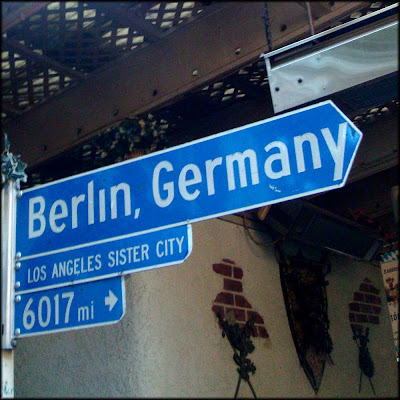 Berlin, Germany
LOS ANGELES SISTER CITY
6017 mi →